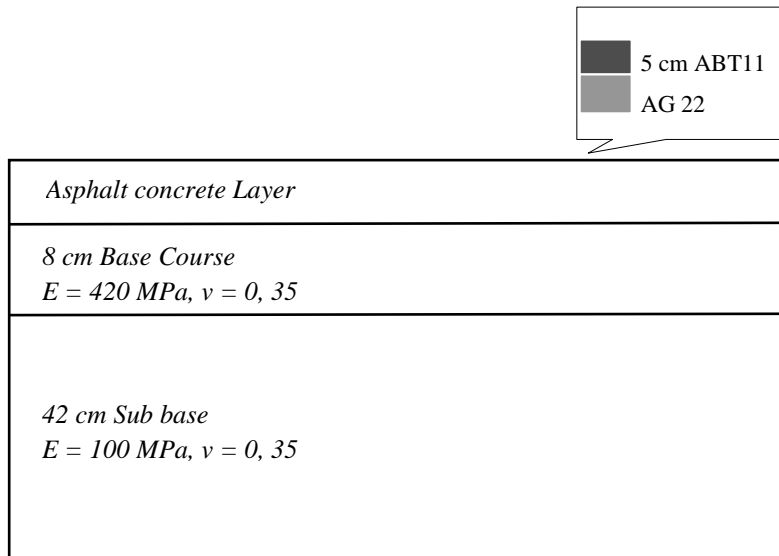 5 cm ABT11
AG 22
Asphalt concrete Layer
8 cm Base Course
E = 420 MPa, v = 0, 35
42 cm Sub base
E = 100 MPa, v = 0, 35